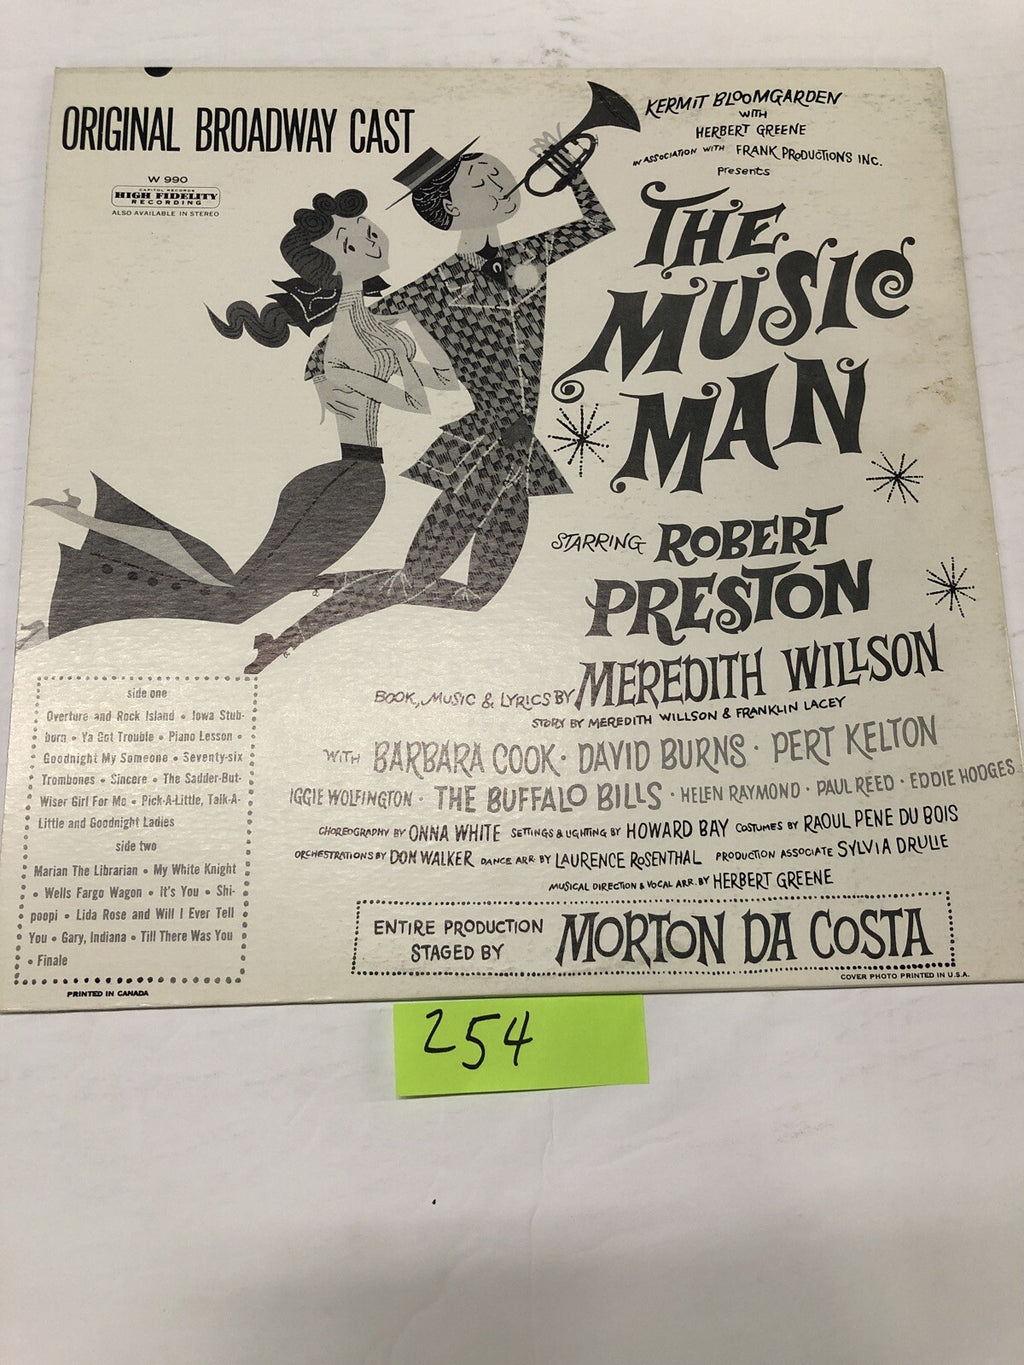 ORIGINAL BROADWAY CAST
W 990
CAPITOL RECORDS
HIGH FIDELITY
RECORDING
ALSO AVAILABLE IN STEREO
KERMIT BLOOMGARDEN
WITH
HERBERT GREENE
IN ASSOCIATION WITH FRANK PRODUCTIONS INC.
presents
THE
MUSIC
MAN
STARRING ROBERT
PRESTON
BOOK, MUSIC & LYRICS BY MEREDITH WILLSON
STORY BY MEREDITH WILLSON & FRANKLIN LACEY
WITH BARBARA COOK · DAVID BURNS · PERT KELTON
IGGIE WOLFINGTON · THE BUFFALO BILLS · HELEN RAYMOND · PAUL REED · EDDIE HODGES
CHOREOGRAPHY BY ONNA WHITE SETTINGS & LIGHTING BY HOWARD BAY COSTUMES BY RAOUL PENE DU BOIS
ORCHESTRATIONS BY DON WALKER DANCE ARR. BY LAURENCE ROSENTHAL PRODUCTION ASSOCIATE SYLVIA DRULIE
MUSICAL DIRECTION & VOCAL ARR. BY HERBERT GREENE
ENTIRE PRODUCTION
STAGED BY MORTON DA COSTA
COVER PHOTO PRINTED IN U.S.A.
side one
Overture and Rock Island • Iowa Stub-
born • Ya Got Trouble • Piano Lesson •
Goodnight My Someone • Seventy-six
Trombones • Sincere • The Sadder-But-
Wiser Girl For Me • Pick-A-Little, Talk-A-
Little and Goodnight Ladies
side two
Marian The Librarian • My White Knight
• Wells Fargo Wagon • It's You • Shi-
poopi • Lida Rose and Will I Ever Tell
You • Gary, Indiana • Till There Was You
• Finale
PRINTED IN CANADA
254